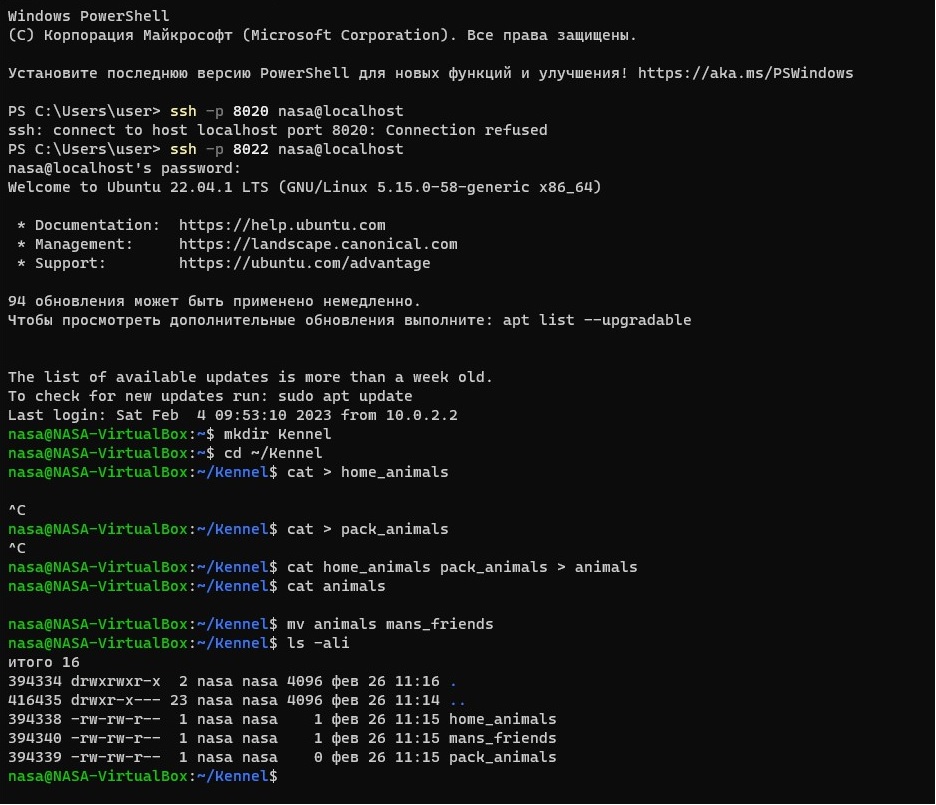 Windows PowerShell
(C) Корпорация Майкрософт (Microsoft Corporation). Все права защищены.
Установите последнюю версию PowerShell для новых функций и улучшения! https://aka.ms/PSWindows
PS C:\Users\user> ssh -p 8020 nasa@localhost
ssh: connect to host localhost port 8020: Connection refused
PS C:\Users\user> ssh -p 8022 nasa@localhost
nasa@localhost's password:
Welcome to Ubuntu 22.04.1 LTS (GNU/Linux 5.15.0-58-generic x86_64)
 * Documentation:  https://help.ubuntu.com
 * Management:     https://landscape.canonical.com
 * Support:        https://ubuntu.com/advantage
94 обновления может быть применено немедленно.
Чтобы просмотреть дополнительные обновления выполните: apt list --upgradable
The list of available updates is more than a week old.
To check for new updates run: sudo apt update
Last login: Sat Feb  4 09:53:10 2023 from 10.0.2.2
nasa@NASA-VirtualBox:~$ mkdir Kennel
nasa@NASA-VirtualBox:~$ cd ~/Kennel
nasa@NASA-VirtualBox:~/Kennel$ cat > home_animals
^C
nasa@NASA-VirtualBox:~/Kennel$ cat > pack_animals
^C
nasa@NASA-VirtualBox:~/Kennel$ cat home_animals pack_animals > animals
nasa@NASA-VirtualBox:~/Kennel$ cat animals
nasa@NASA-VirtualBox:~/Kennel$ mv animals mans_friends
nasa@NASA-VirtualBox:~/Kennel$ ls -ali
итого 16
394334 drwxrwxr-x  2 nasa nasa 4096 фев 26 11:16 .
416435 drwxr-x--- 23 nasa nasa 4096 фев 26 11:14 ..
394338 -rw-rw-r--  1 nasa nasa    1 фев 26 11:15 home_animals
394340 -rw-rw-r--  1 nasa nasa    1 фев 26 11:15 mans_friends
394339 -rw-rw-r--  1 nasa nasa    0 фев 26 11:15 pack_animals
nasa@NASA-VirtualBox:~/Kennel$